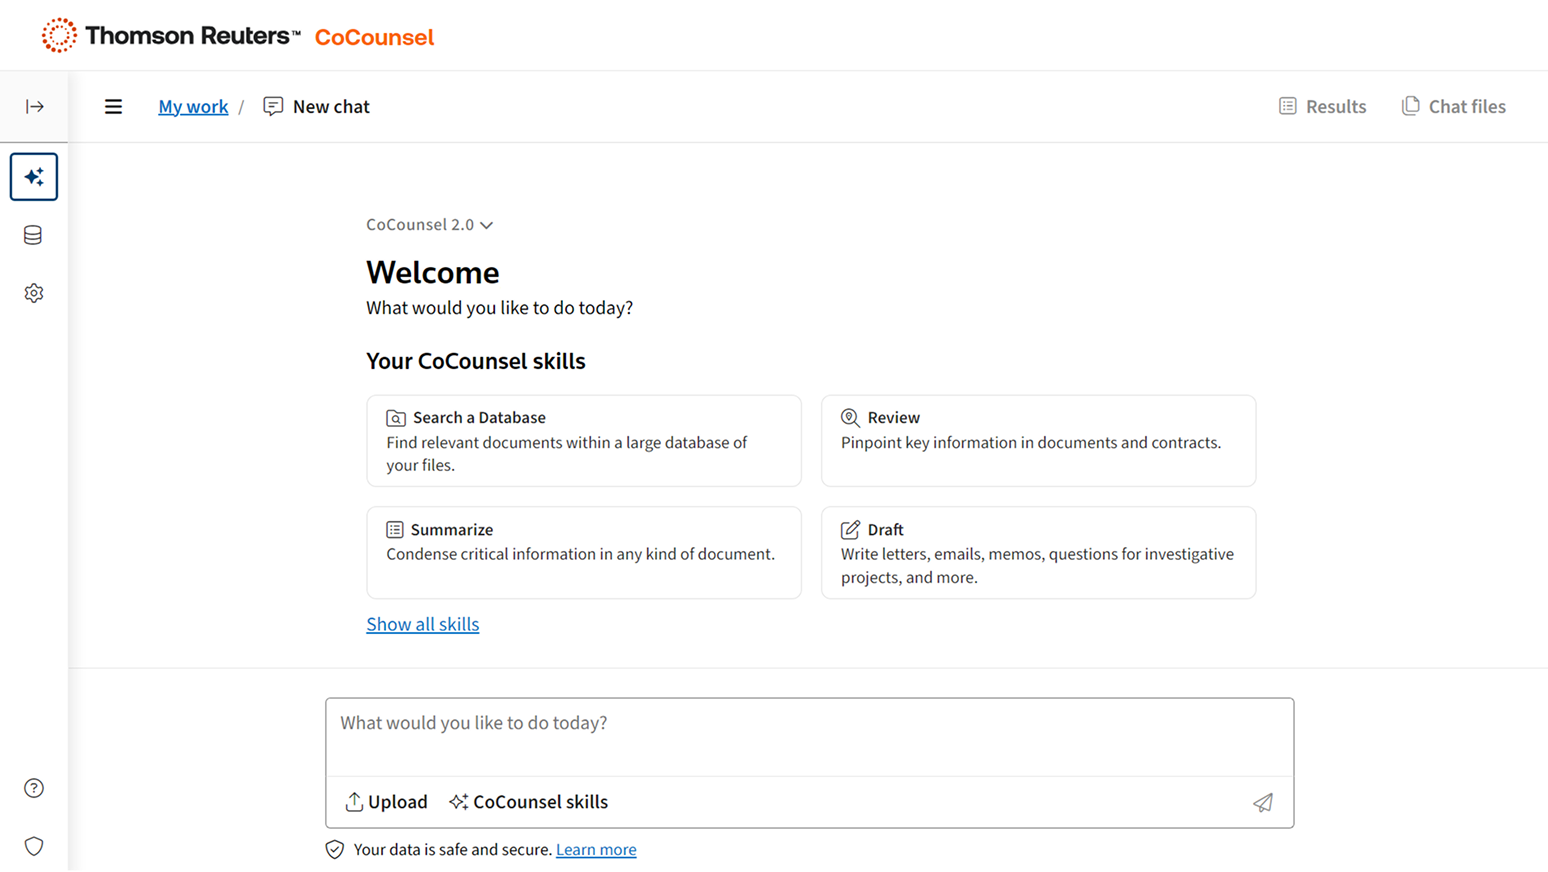 Thomson Reuters™ CoCounsel
My work / New chat
Results
Chat files
CoCounsel 2.0
Welcome
What would you like to do today?
Your CoCounsel skills
Search a Database
Find relevant documents within a large database of
your files.
Review
Pinpoint key information in documents and contracts.
Summarize
Condense critical information in any kind of document.
Draft
Write letters, emails, memos, questions for investigative
projects, and more.
Show all skills
What would you like to do today?
Upload
CoCounsel skills
Your data is safe and secure. Learn more